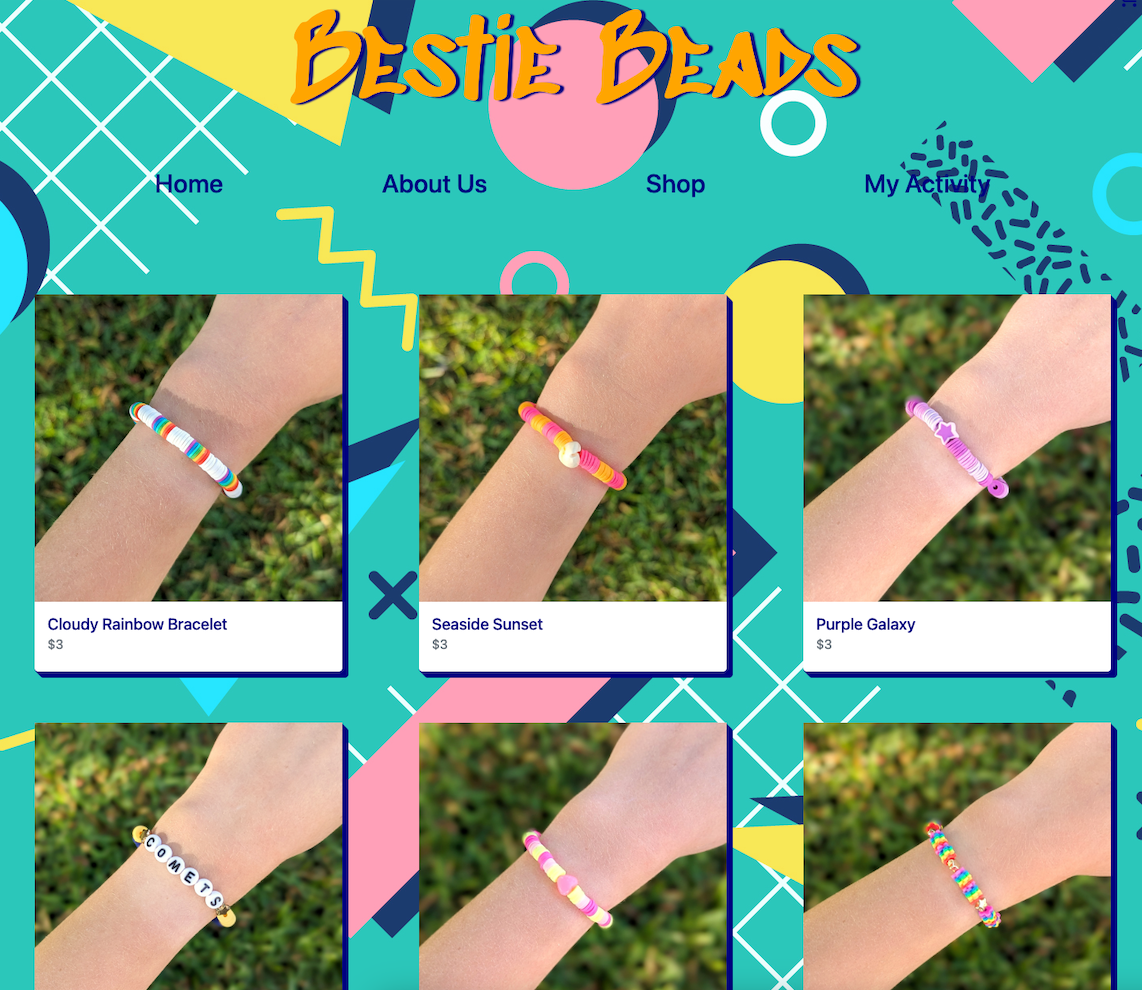 Bestie Beads
Home About Us Shop My Activity
Cloudy Rainbow Bracelet
$3
Seaside Sunset
$3
Purple Galaxy
$3
COMETS